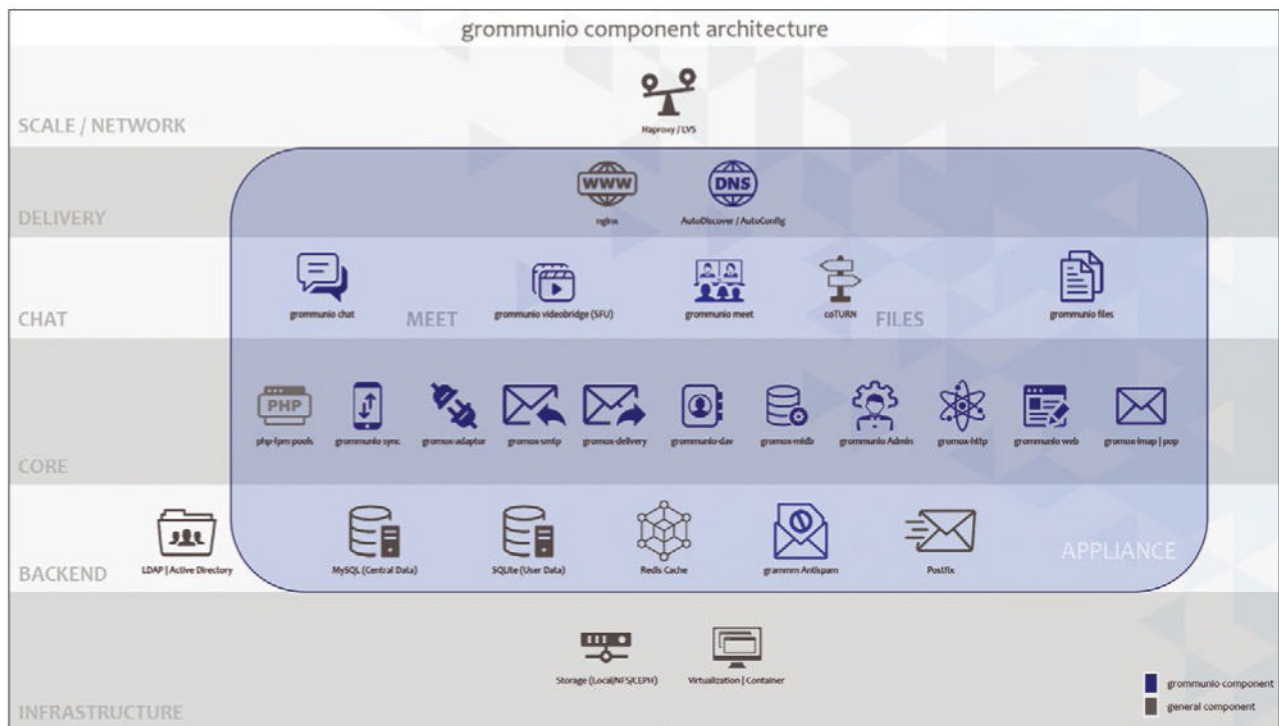 grommunio component architecture
SCALE / NETWORK
Haproxy / LVS
DELIVERY
WWW
nginx
DNS
AutoDiscover / AutoConfig
CHAT
grommunio chat
MEET
grommunio videobridge (SFU)
grommunio meet
coTURN
FILES
grommunio files
CORE
PHP
php-fpm pools
grommunio sync
gromox-adaptor
gromox-smtp
gromox-delivery
grommunio-dav
gromox-midb
grommunio Admin
gromox-http
grommunio web
gromox-imap | pop
BACKEND
LDAP | Active Directory
MySQL (Central Data)
SQLite (User Data)
Redis Cache
grammm Antispam
Postfix
APPLIANCE
INFRASTRUCTURE
Storage (Local/NFS/CEPH)
Virtualization | Container
grommunio component
general component